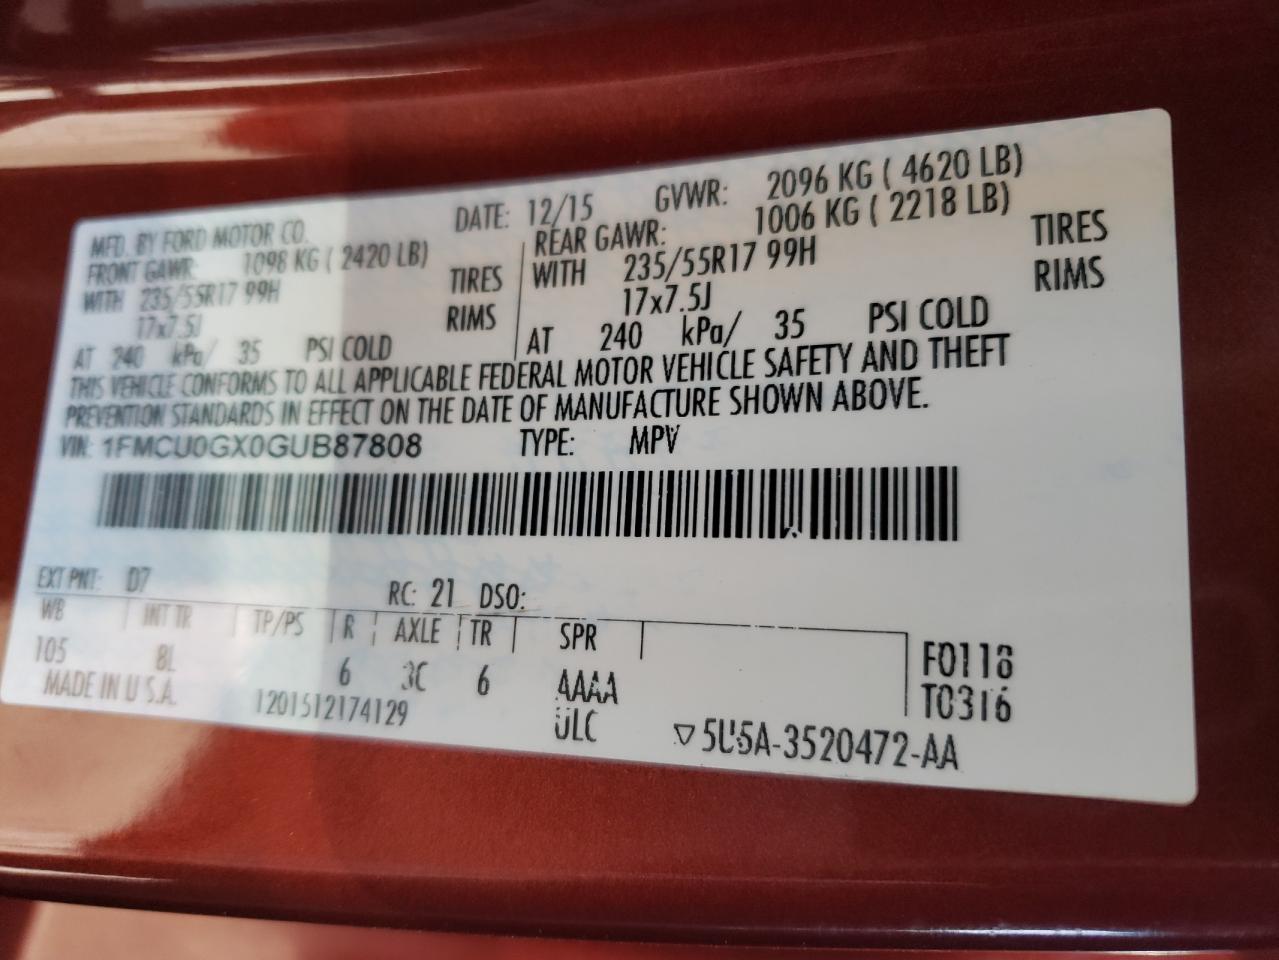 MFD. BY FORD MOTOR CO. DATE: 12/15 GVWR: 2096 KG ( 4620 LB)
FRONT GAWR: 1098 KG ( 2420 LB) REAR GAWR: 1006 KG ( 2218 LB)
WITH 235/55R17 99H TIRES WITH 235/55R17 99H TIRES
17x7.5J RIMS 17x7.5J RIMS
AT 240 kPa/ 35 PSI COLD AT 240 kPa/ 35 PSI COLD
THIS VEHICLE CONFORMS TO ALL APPLICABLE FEDERAL MOTOR VEHICLE SAFETY AND THEFT
PREVENTION STANDARDS IN EFFECT ON THE DATE OF MANUFACTURE SHOWN ABOVE.
VIN: 1FMCU0GX0GUB87808 TYPE: MPV
EXT PNT: D7 RC: 21 DSO:
WB INT TR TP/PS R AXLE TR SPR
105 8L 6 3C 6 AAAA F0118
MADE IN U.S.A. 1201512174129 ULC T0316
▽5U5A-3520472-AA